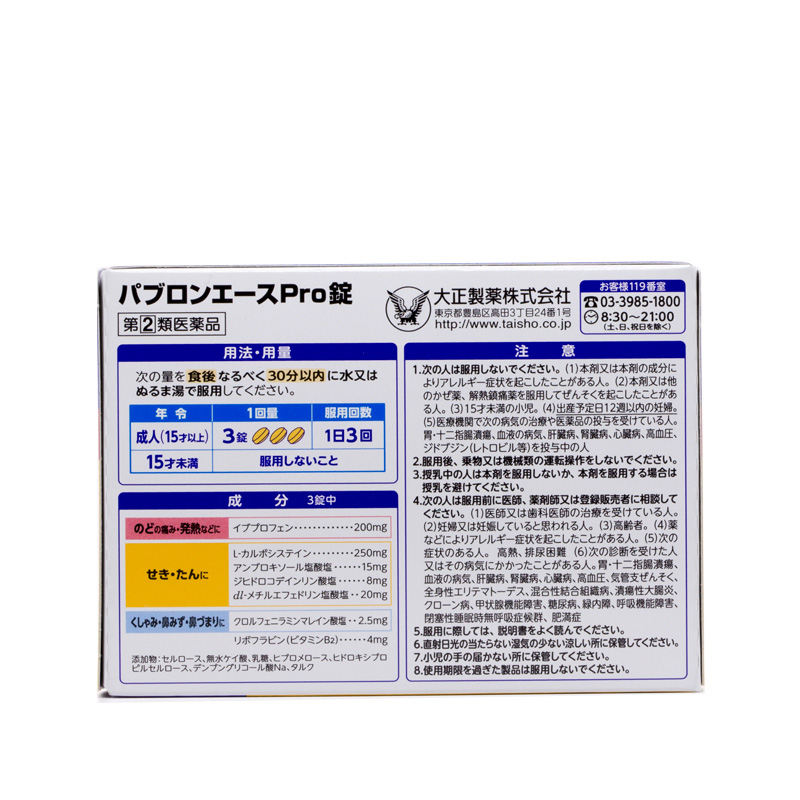 パブロンエースPro錠
第②類医薬品
大正製薬株式会社
東京都豊島区高田3丁目24番1号
http://www.taisho.co.jp
お客様119番室
☎03-3985-1800
8:30～21:00
(土、日、祝日を除く)
用法・用量
次の量を食後なるべく30分以内に水又は
ぬるま湯で服用してください。
年令 1回量 服用回数
成人(15才以上) 3錠 1日3回
15才未満 服用しないこと
成分 3錠中
のどの痛み・発熱などに イブプロフェン・・・・・・・・・・・・200mg
せき・たんに
L-カルボシステイン・・・・・・・・・・250mg
アンブロキソール塩酸塩・・・・・・15mg
ジヒドロコデインリン酸塩・・・・・8mg
dl-メチルエフェドリン塩酸塩・・20mg
くしゃみ・鼻みず・鼻づまりに クロルフェニラミンマレイン酸塩・・2.5mg
リボフラビン(ビタミンB2)・・・・・・4mg
添加物:セルロース、無水ケイ酸、乳糖、ヒプロメロース、ヒドロキシプロ
ピルセルロース、デンプングリコール酸Na、タルク
注意
1.次の人は服用しないでください。(1)本剤又は本剤の成分に
よりアレルギー症状を起こしたことがある人。(2)本剤又は他
のかぜ薬、解熱鎮痛薬を服用してぜんそくを起こしたことがあ
る人。(3)15才未満の小児。(4)出産予定日12週以内の妊婦。
(5)医療機関で次の病気の治療や医薬品の投与を受けている人。
胃・十二指腸潰瘍、血液の病気、肝臓病、腎臓病、心臓病、高血圧、
ジドブジン(レトロビル等)を投与中の人
2.服用後、乗物又は機械類の運転操作をしないでください。
3.授乳中の人は本剤を服用しないか、本剤を服用する場合は
授乳を避けてください。
4.次の人は服用前に医師、薬剤師又は登録販売者に相談して
ください。(1)医師又は歯科医師の治療を受けている人。
(2)妊婦又は妊娠していると思われる人。(3)高齢者。(4)薬
などによりアレルギー症状を起こしたことがある人。(5)次の
症状のある人。 高熱、排尿困難 (6)次の診断を受けた人
又はその病気にかかったことがある人。胃・十二指腸潰瘍、
血液の病気、肝臓病、腎臓病、心臓病、高血圧、気管支ぜんそく、
全身性エリテマトーデス、混合性結合組織病、潰瘍性大腸炎、
クローン病、甲状腺機能障害、糖尿病、緑内障、呼吸機能障害、
閉塞性睡眠時無呼吸症候群、肥満症
5.服用に際しては、説明書をよく読んでください。
6.直射日光の当たらない湿気の少ない涼しい所に保管してください。
7.小児の手の届かない所に保管してください。
8.使用期限を過ぎた製品は服用しないでください。